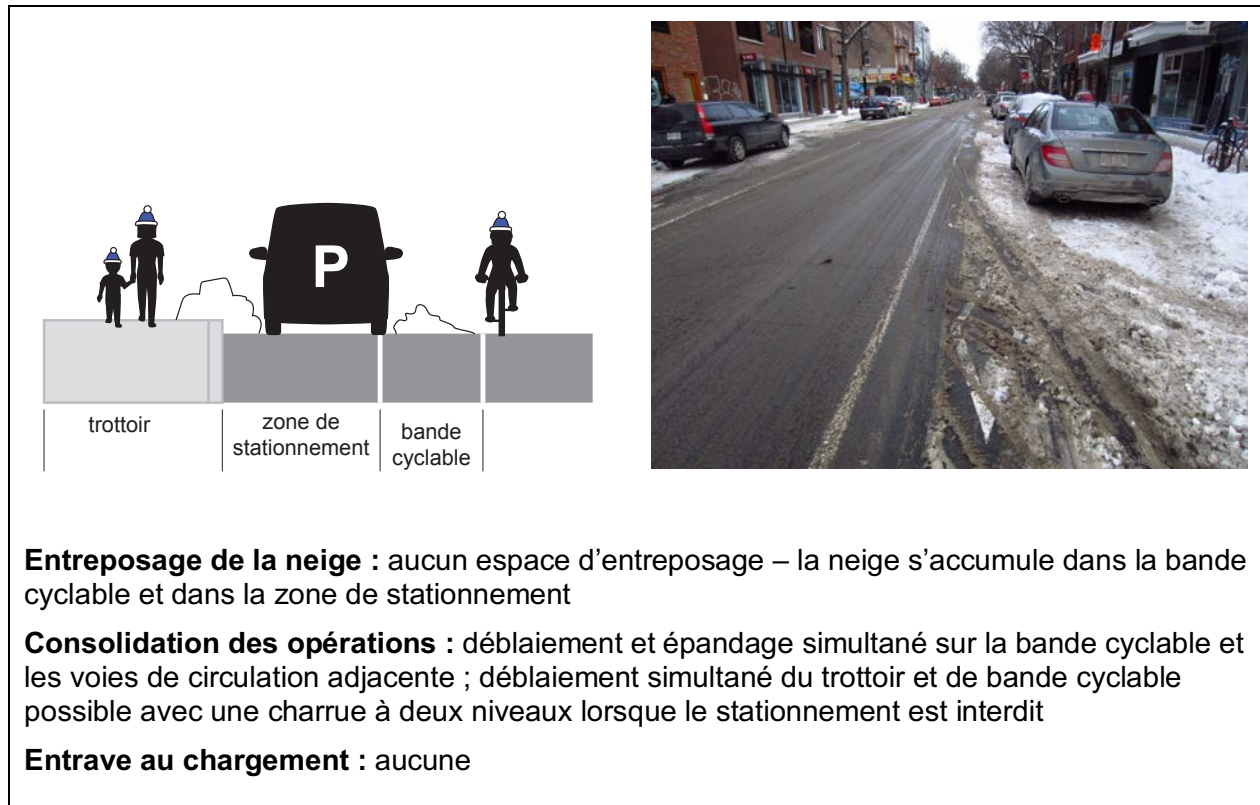 P
trottoir
zone de
stationnement
bande
cyclable
Entreposage de la neige : aucun espace d'entreposage – la neige s'accumule dans la bande
cyclable et dans la zone de stationnement
Consolidation des opérations : déblaiement et épandage simultané sur la bande cyclable et
les voies de circulation adjacente ; déblaiement simultané du trottoir et de bande cyclable
possible avec une charrue à deux niveaux lorsque le stationnement est interdit
Entrave au chargement : aucune